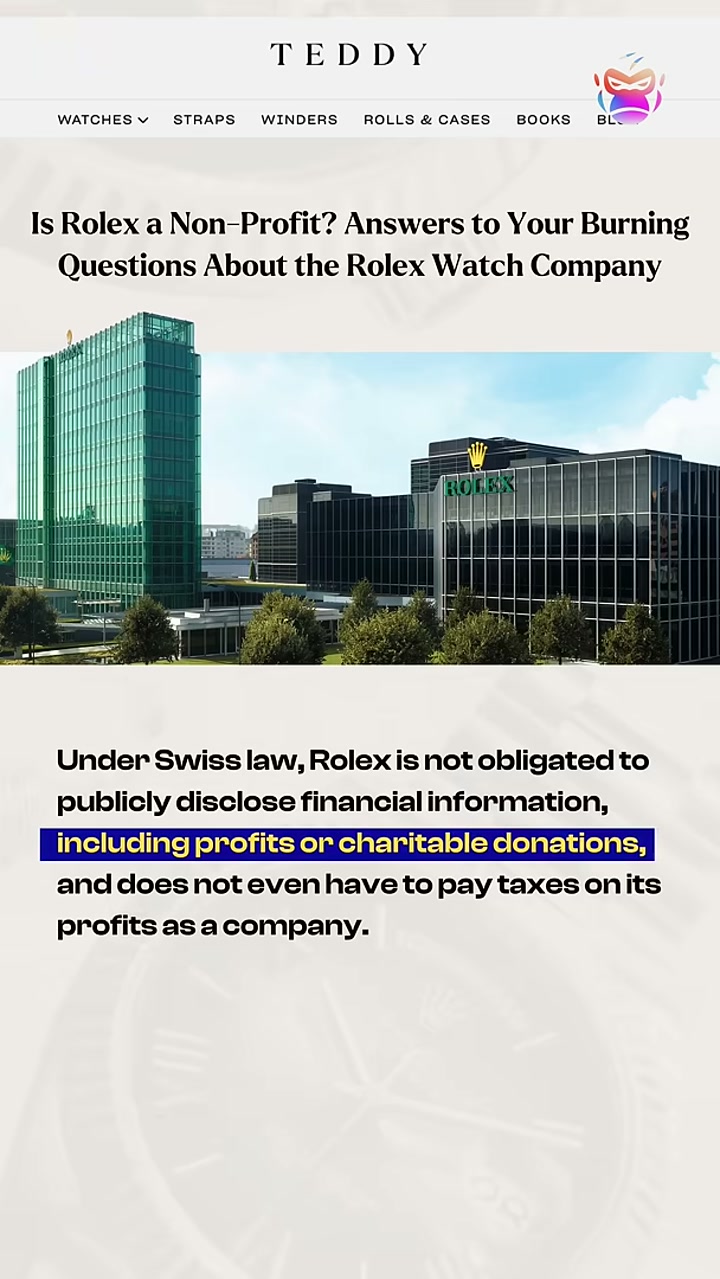 TEDDY
WATCHES STRAPS WINDERS ROLLS & CASES BOOKS
Is Rolex a Non-Profit? Answers to Your Burning
Questions About the Rolex Watch Company
ROLEX
Under Swiss law, Rolex is not obligated to
publicly disclose financial information,
including profits or charitable donations,
and does not even have to pay taxes on its
profits as a company.